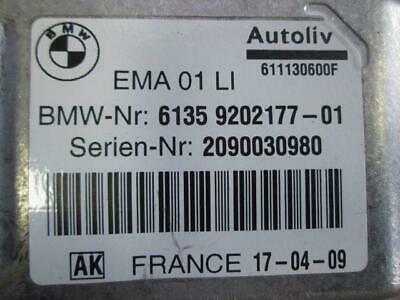 BMW
Autoliv
611130600F
EMA 01 LI
BMW-Nr: 6135 9202177-01
Serien-Nr: 2090030980
AK FRANCE 17-04-09